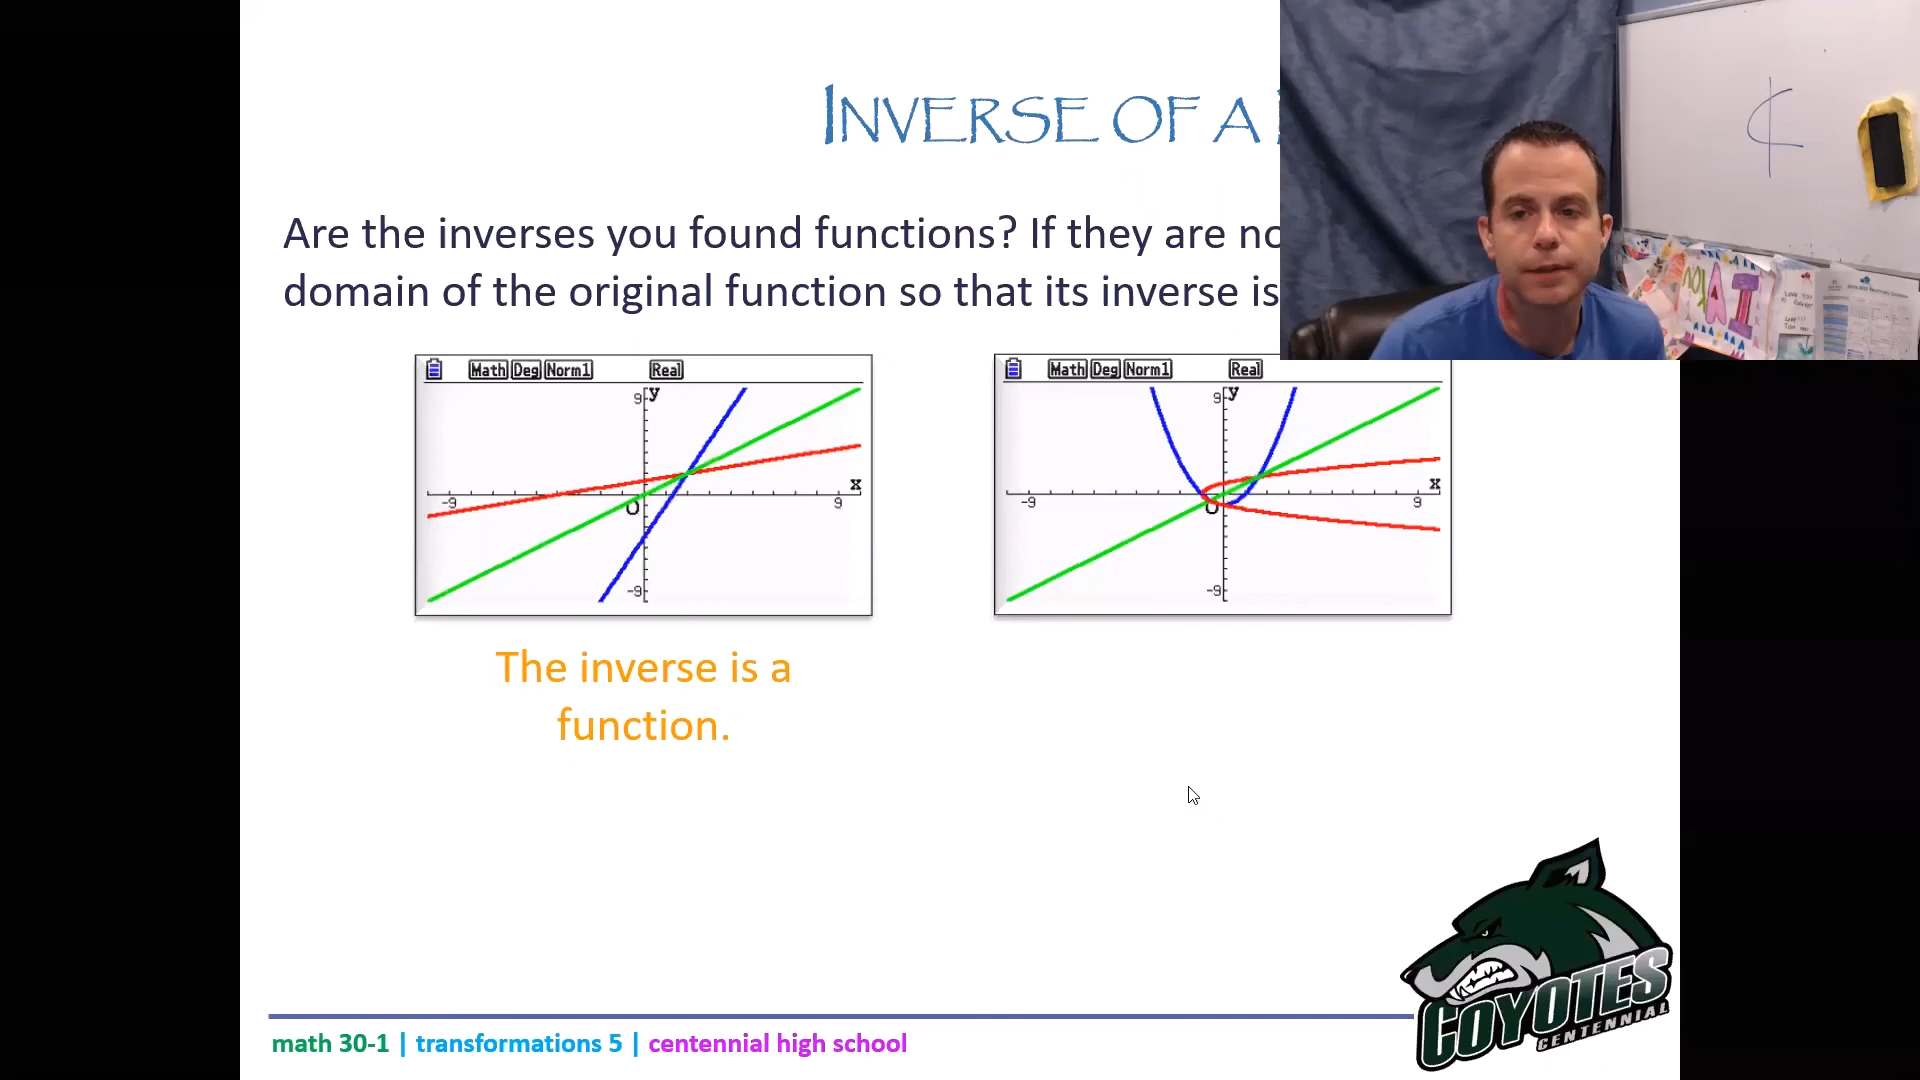 INVERSE OF A
Are the inverses you found functions? If they are no
domain of the original function so that its inverse is
Math Deg Norm1 Real
9 y
x
-9 O 9
-9
Math Deg Norm1 Real
9 y
x
-9 O 9
-9
The inverse is a
function.
COYOTES
CENTENNIAL
math 30-1 | transformations 5 | centennial high school